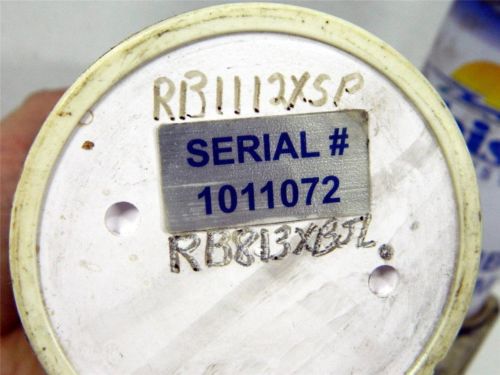 RB1112XSP
SERIAL #
1011072
RB813XBJL